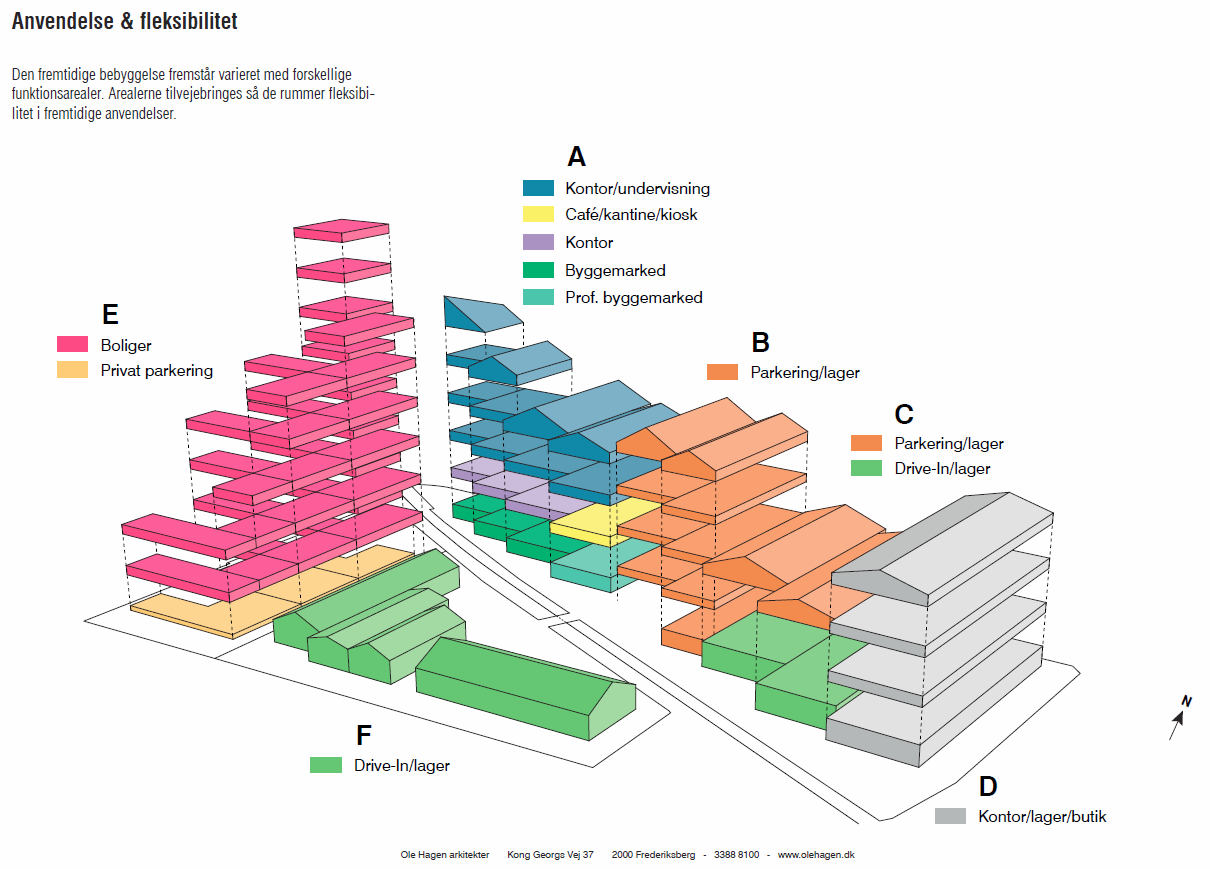 Anvendelse & fleksibilitet
Den fremtidige bebyggelse fremstår varieret med forskellige
funktionsarealer. Arealerne tilvejebringes så de rummer fleksibi-
litet i fremtidige anvendelser.
A
Kontor/undervisning
Café/kantine/kiosk
Kontor
Byggemarked
Prof. byggemarked
E
Boliger
Privat parkering
B
Parkering/lager
C
Parkering/lager
Drive-In/lager
N
F
Drive-In/lager
D
Kontor/lager/butik
Ole Hagen arkitekter Kong Georgs Vej 37 2000 Frederiksberg - 3388 8100 - www.olehagen.dk